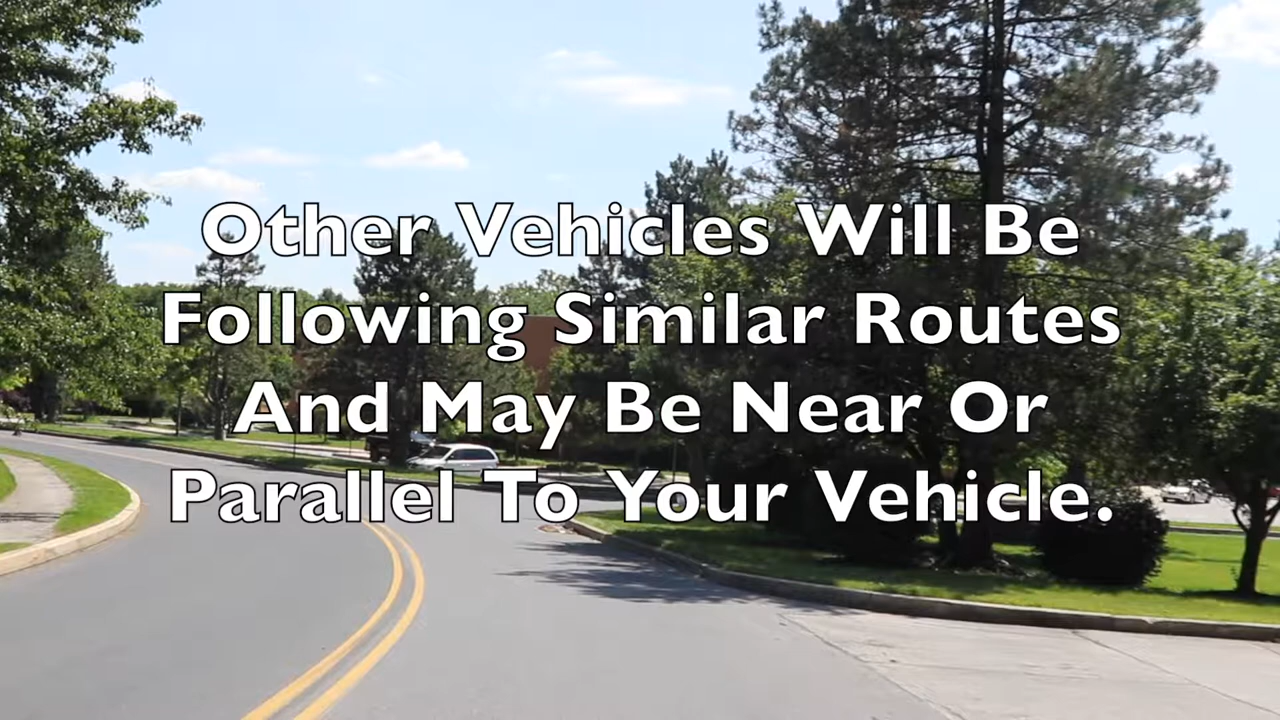 Other Vehicles Will Be
Following Similar Routes
And May Be Near Or
Parallel To Your Vehicle.